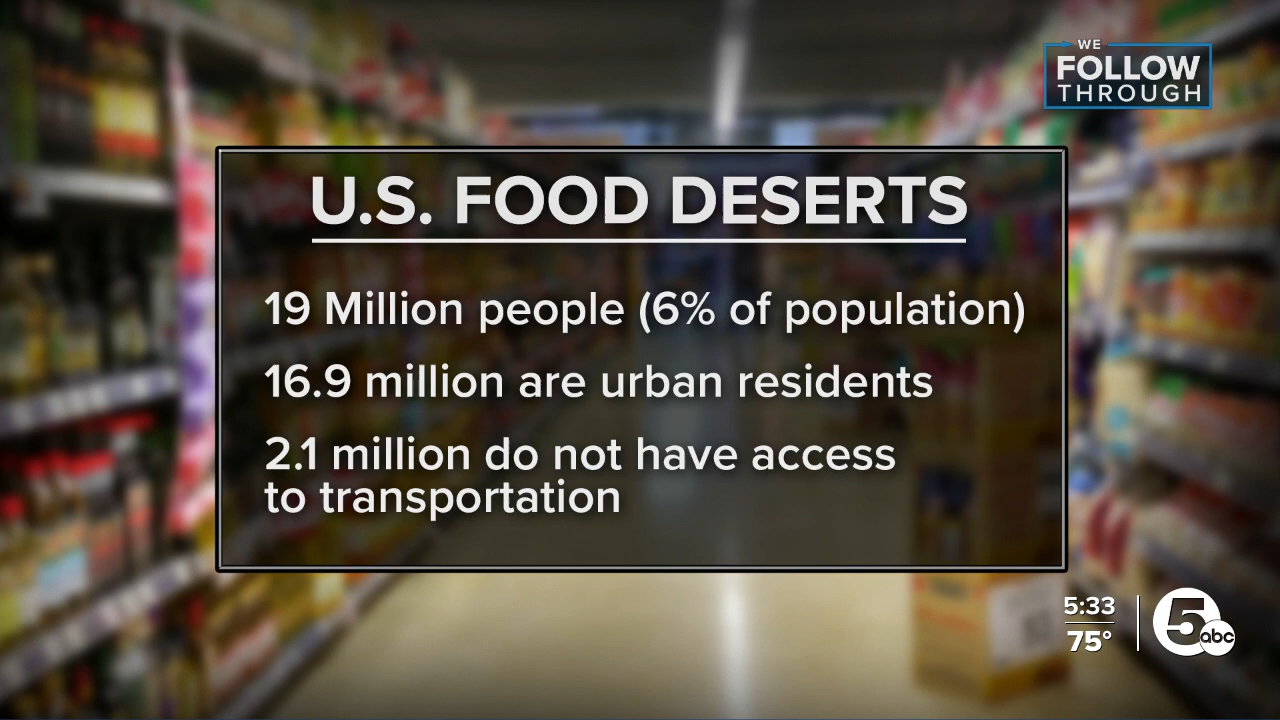 WE
FOLLOW
THROUGH
U.S. FOOD DESERTS
19 Million people (6% of population)
16.9 million are urban residents
2.1 million do not have access
to transportation
5:33
75°
5
abc